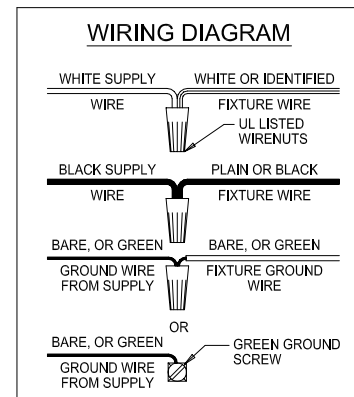 WIRING DIAGRAM
WHITE SUPPLY
WIRE
WHITE OR IDENTIFIED
FIXTURE WIRE
UL LISTED
WIRENUTS
BLACK SUPPLY
WIRE
PLAIN OR BLACK
FIXTURE WIRE
BARE, OR GREEN
GROUND WIRE
FROM SUPPLY
BARE, OR GREEN
FIXTURE GROUND
WIRE
OR
BARE, OR GREEN
GROUND WIRE
FROM SUPPLY
GREEN GROUND
SCREW